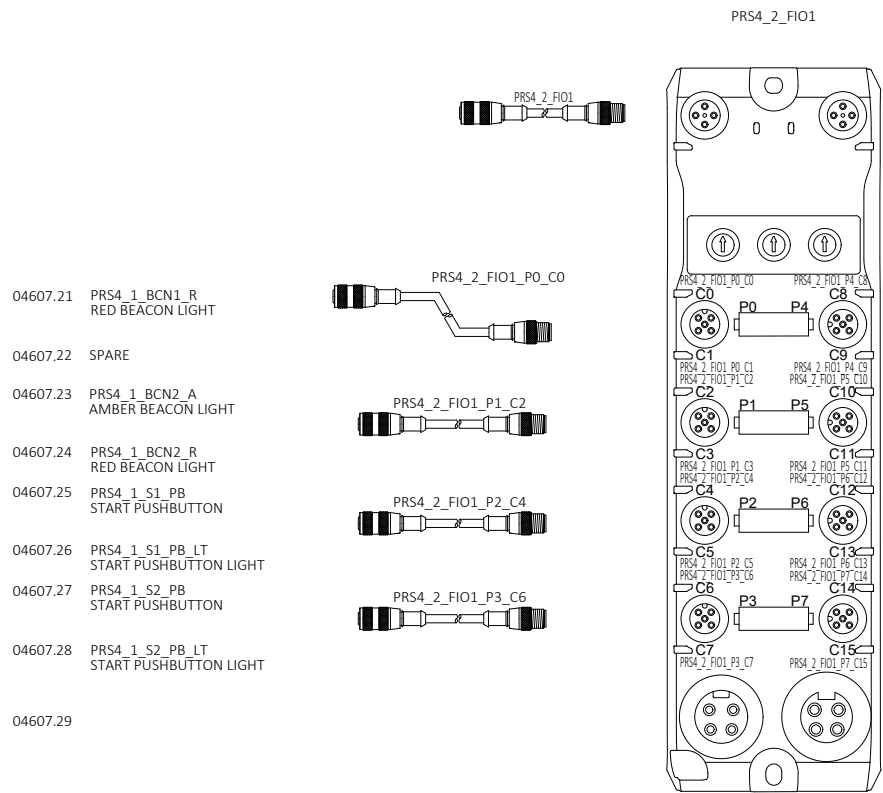 PRS4_2_FIO1
PRS4_2_FIO1
04607.21 PRS4_1_BCN1_R
RED BEACON LIGHT
04607.22 SPARE
04607.23 PRS4_1_BCN2_A
AMBER BEACON LIGHT
04607.24 PRS4_1_BCN2_R
RED BEACON LIGHT
04607.25 PRS4_1_S1_PB
START PUSHBUTTON
04607.26 PRS4_1_S1_PB_LT
START PUSHBUTTON LIGHT
04607.27 PRS4_1_S2_PB
START PUSHBUTTON
04607.28 PRS4_1_S2_PB_LT
START PUSHBUTTON LIGHT
04607.29
PRS4_2_FIO1_P0_C0
PRS4_2_FIO1_P1_C2
PRS4_2_FIO1_P2_C4
PRS4_2_FIO1_P3_C6
PRS4_2_FIO1_P0_C0 PRS4_2_FIO1_P4_C8
C0 C8
P0 P4
C1 C9
PRS4_2_FIO1_P0_C1 PRS4_2_FIO1_P4_C9
PRS4_2_FIO1_P1_C2 PRS4_2_FIO1_P5_C10
C2 C10
P1 P5
C3 C11
PRS4_2_FIO1_P1_C3 PRS4_2_FIO1_P5_C11
PRS4_2_FIO1_P2_C4 PRS4_2_FIO1_P6_C12
C4 C12
P2 P6
C5 C13
PRS4_2_FIO1_P2_C5 PRS4_2_FIO1_P6_C13
PRS4_2_FIO1_P3_C6 PRS4_2_FIO1_P7_C14
C6 C14
P3 P7
C7 C15
PRS4_2_FIO1_P3_C7 PRS4_2_FIO1_P7_C15